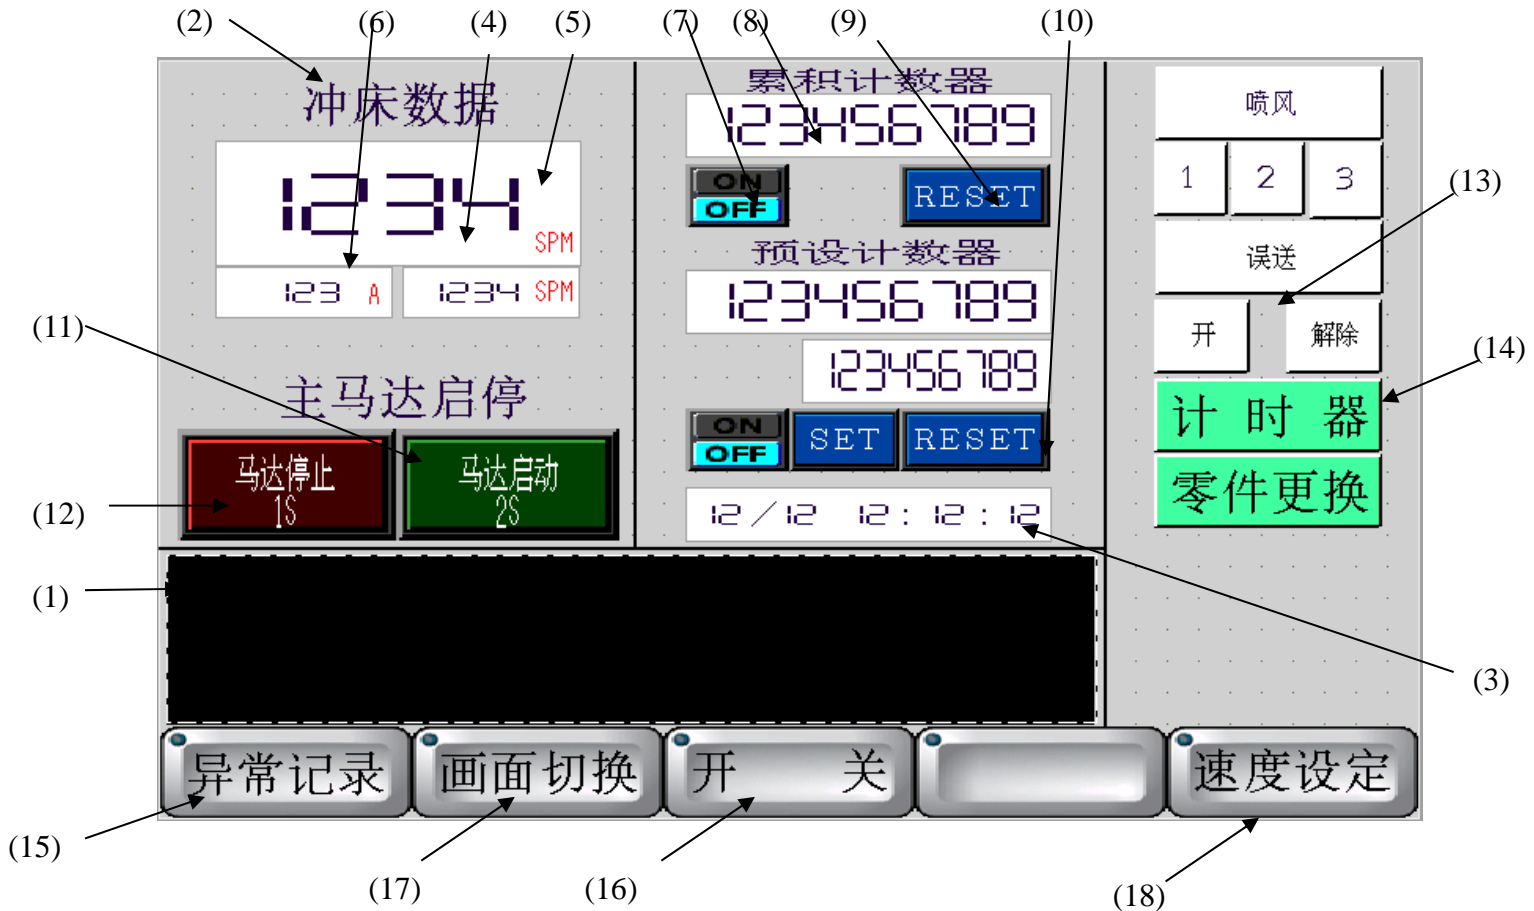 (2)
(6)
(4)
(5)
(7)
(8)
(9)
(10)
冲床数据
1234
SPM
123 A
1234 SPM
主马达启停
马达停止
1S
马达启动
2S
累积计数器
123456789
ON
OFF
RESET
预设计数器
123456789
123456789
ON
OFF
SET
RESET
12/12 12:12:12
喷风
1
2
3
误送
开
解除
计 时 器
零件更换
(13)
(14)
(11)
(12)
(1)
(3)
异常记录
画面切换
开 关
速度设定
(15)
(17)
(16)
(18)